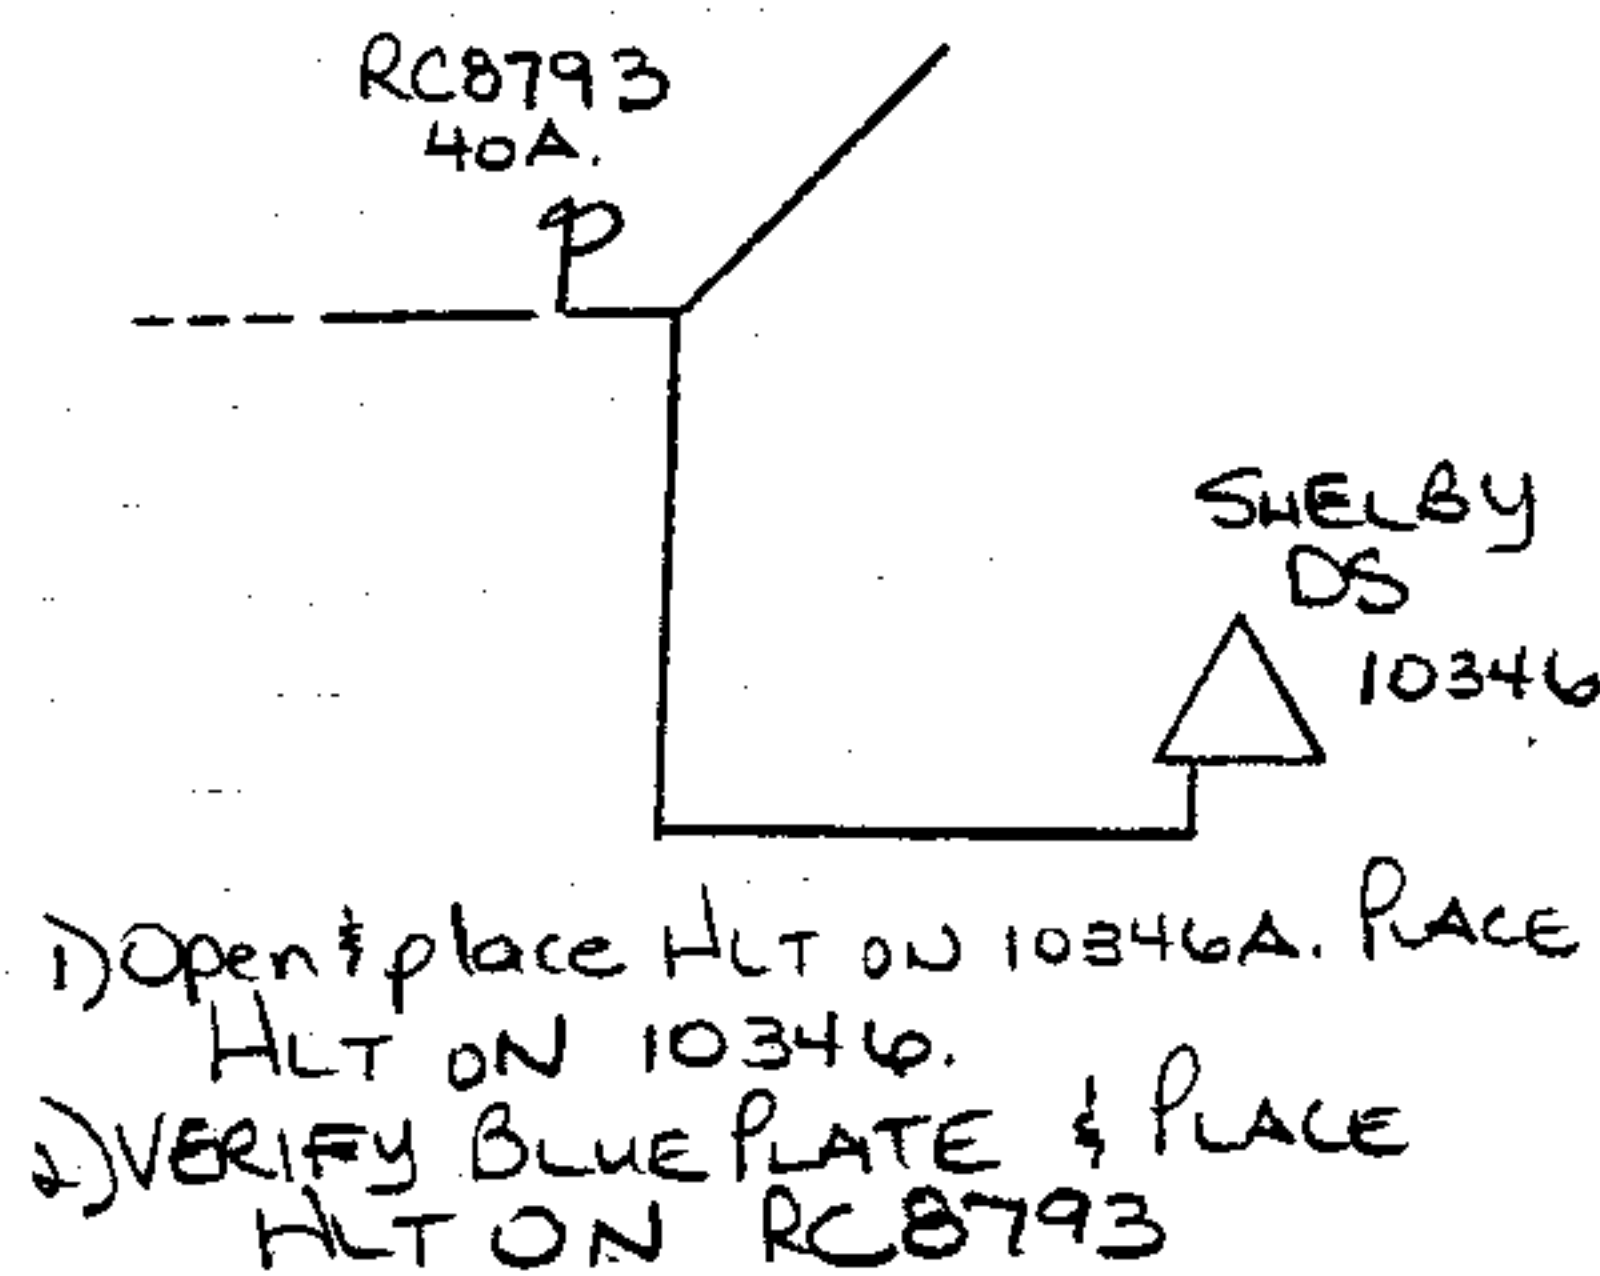 RC8793
40A.
P
SHELBY
DS
10346
1) Open & place HLT ON 10346A. PLACE
HLT ON 10346.
2) VERIFY BLUE PLATE & PLACE
HLT ON RC8793